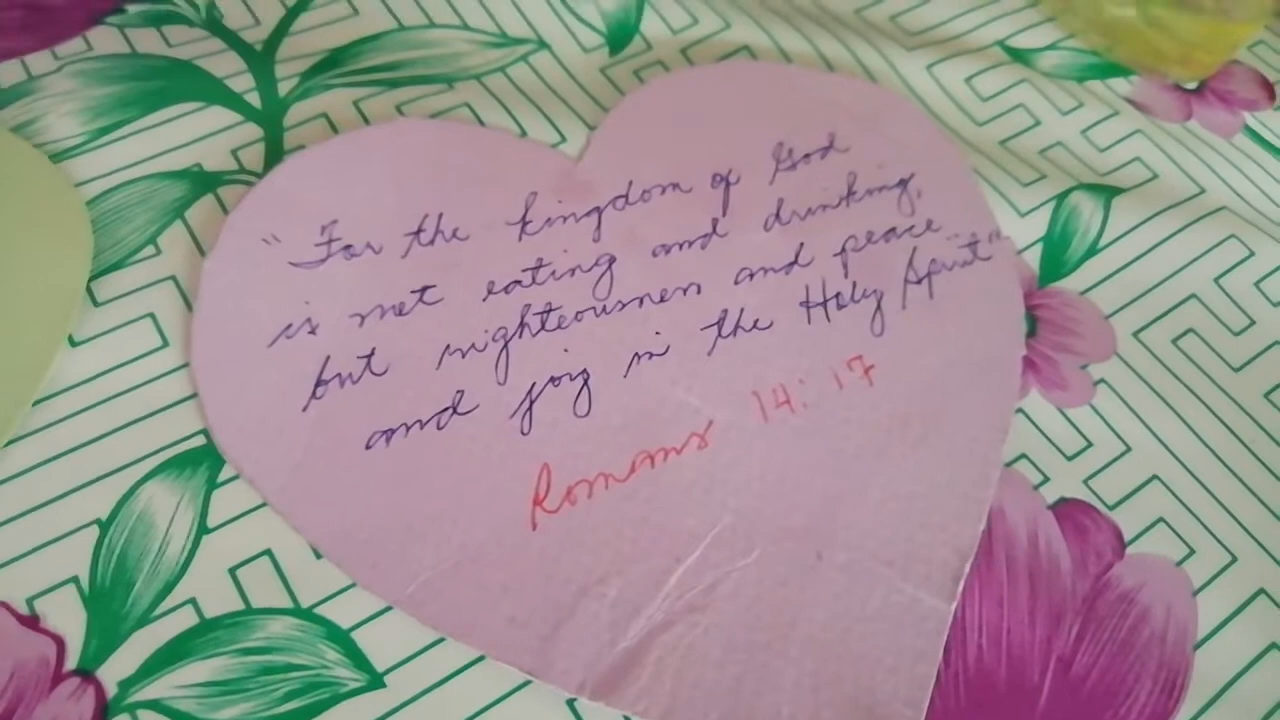 "For the kingdom of God
is not eating and drinking,
but righteousness and peace
and joy in the Holy Spirit"
Romans 14:17